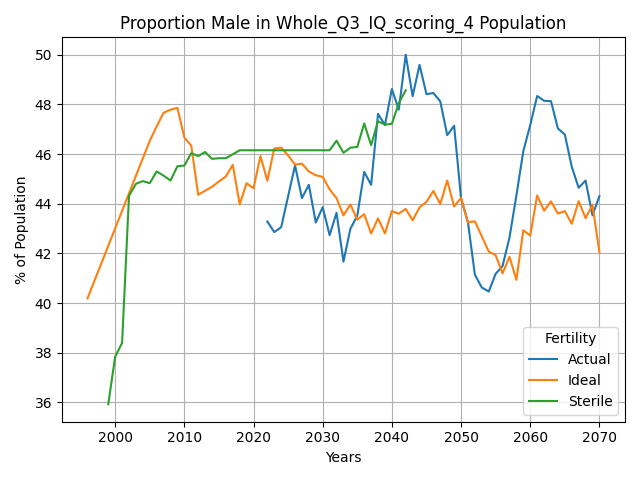 Proportion Male in Whole_Q3_IQ_scoring_4 Population
% of Population
50
48
46
44
42
40
38
36
2000 2010 2020 2030 2040 2050 2060 2070
Years
Fertility
Actual
Ideal
Sterile